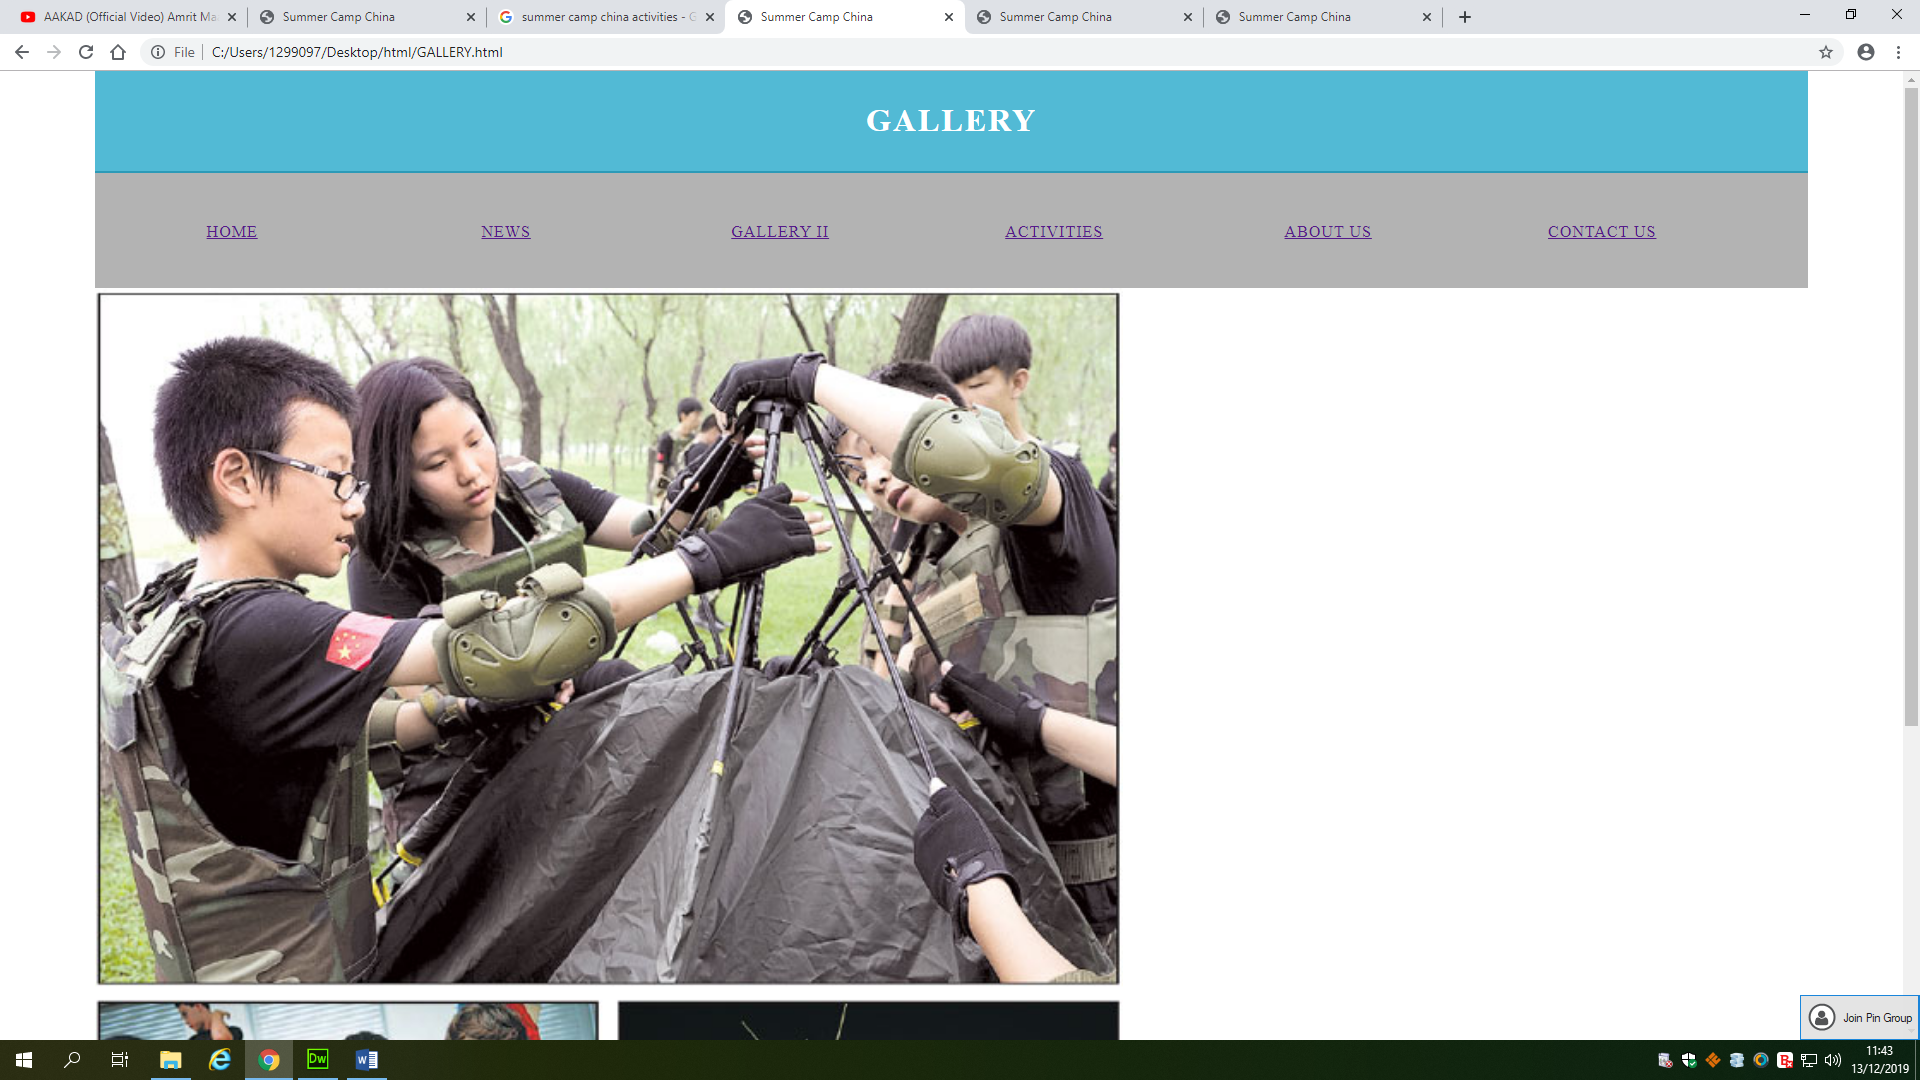 AAKAD (Official Video) Amrit Ma
Summer Camp China
summer camp china activities - G
Summer Camp China
Summer Camp China
Summer Camp China
File
C:/Users/1299097/Desktop/html/GALLERY.html
GALLERY
HOME
NEWS
GALLERY II
ACTIVITIES
ABOUT US
CONTACT US
Join Pin Group
Dw
W
11:43
13/12/2019